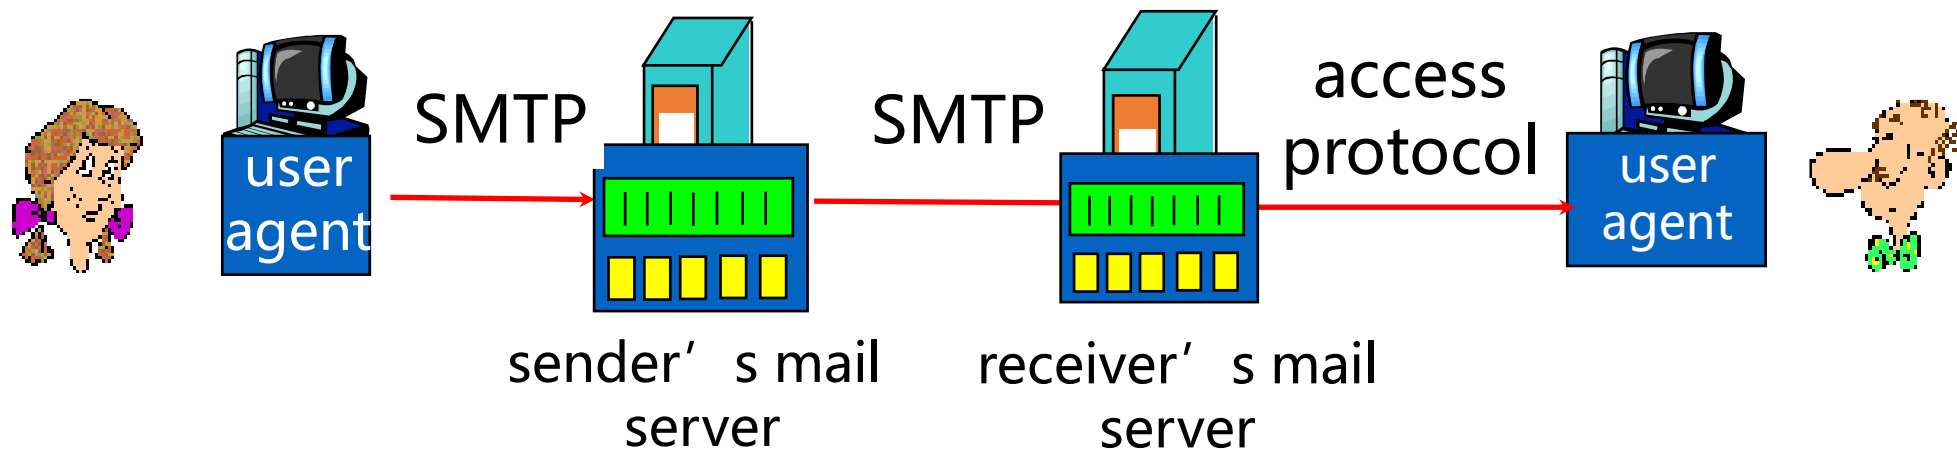 user
agent
SMTP
sender’ s mail
server
SMTP
receiver’ s mail
server
access
protocol
user
agent